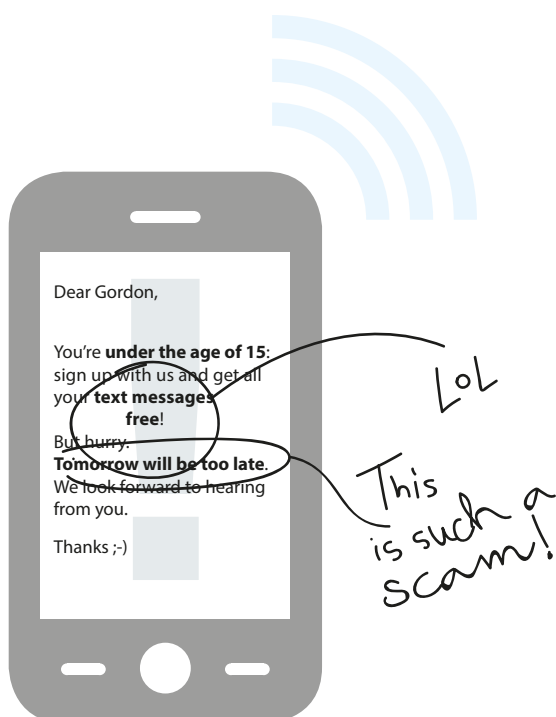 Dear Gordon,
You're under the age of 15:
sign up with us and get all
your text messages
free!
But hurry.
Tomorrow will be too late.
We look forward to hearing
from you.
Thanks ;-)
LOL
This
is such a
scam!